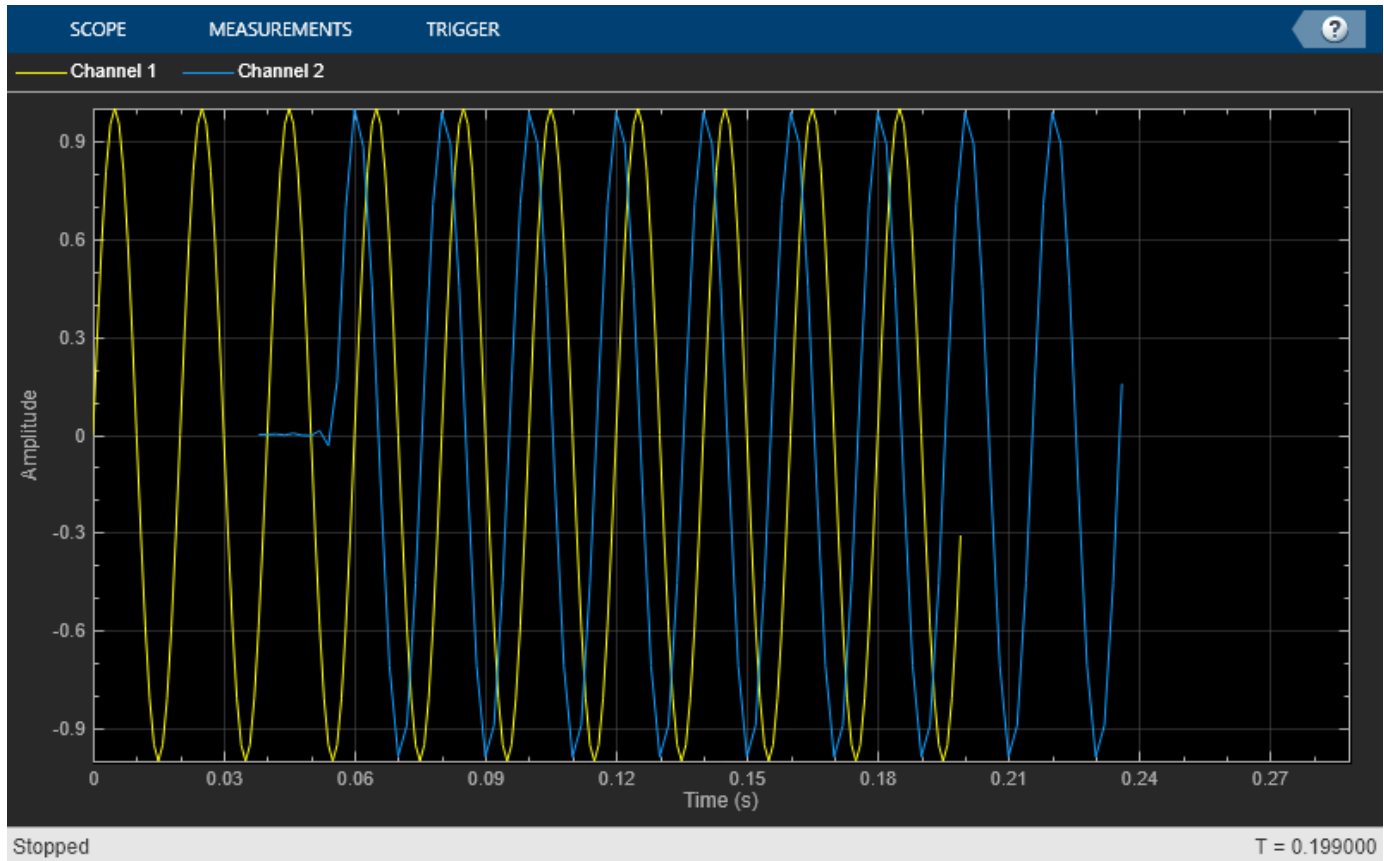 SCOPE MEASUREMENTS TRIGGER ?
Channel 1 Channel 2
0.9
0.6
0.3
0
-0.3
-0.6
-0.9
Amplitude
0 0.03 0.06 0.09 0.12 0.15 0.18 0.21 0.24 0.27
Time (s)
Stopped T = 0.199000